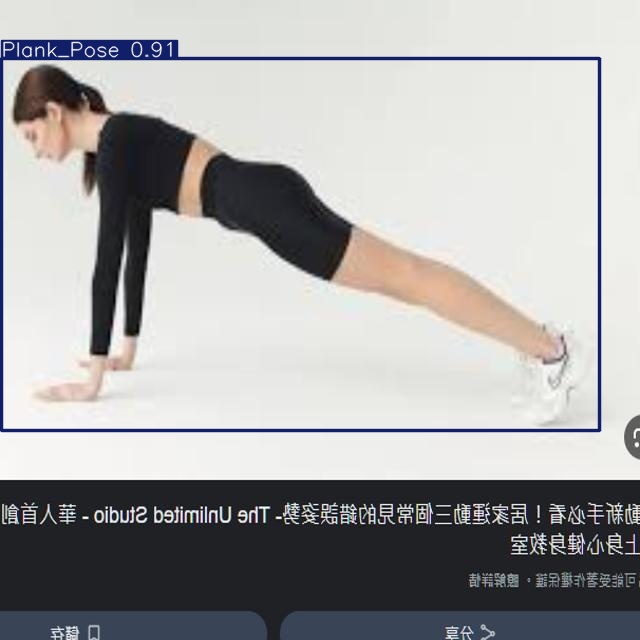 Plank_Pose 0.91
動新手必看！居家運動三個常見的錯誤姿勢- The Unlimited Studio - 華人首創
上身心健身教室
可能受著作權保護。瞭解詳情
分享
儲存